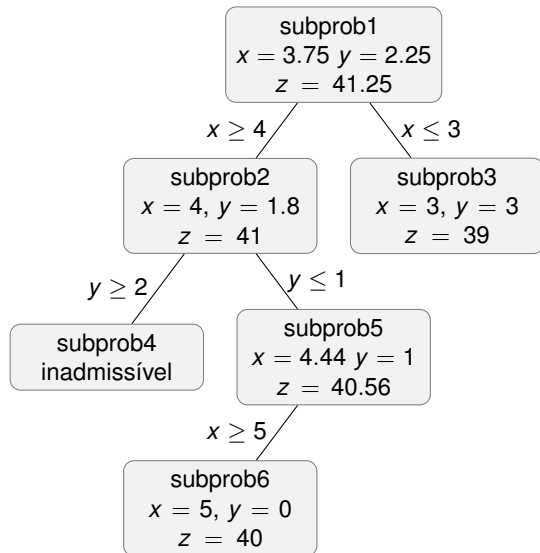 subprob1
x = 3.75 y = 2.25
z = 41.25
x ≥ 4
x ≤ 3
subprob2
x = 4, y = 1.8
z = 41
subprob3
x = 3, y = 3
z = 39
y ≥ 2
y ≤ 1
subprob4
inadmissível
subprob5
x = 4.44 y = 1
z = 40.56
x ≥ 5
subprob6
x = 5, y = 0
z = 40